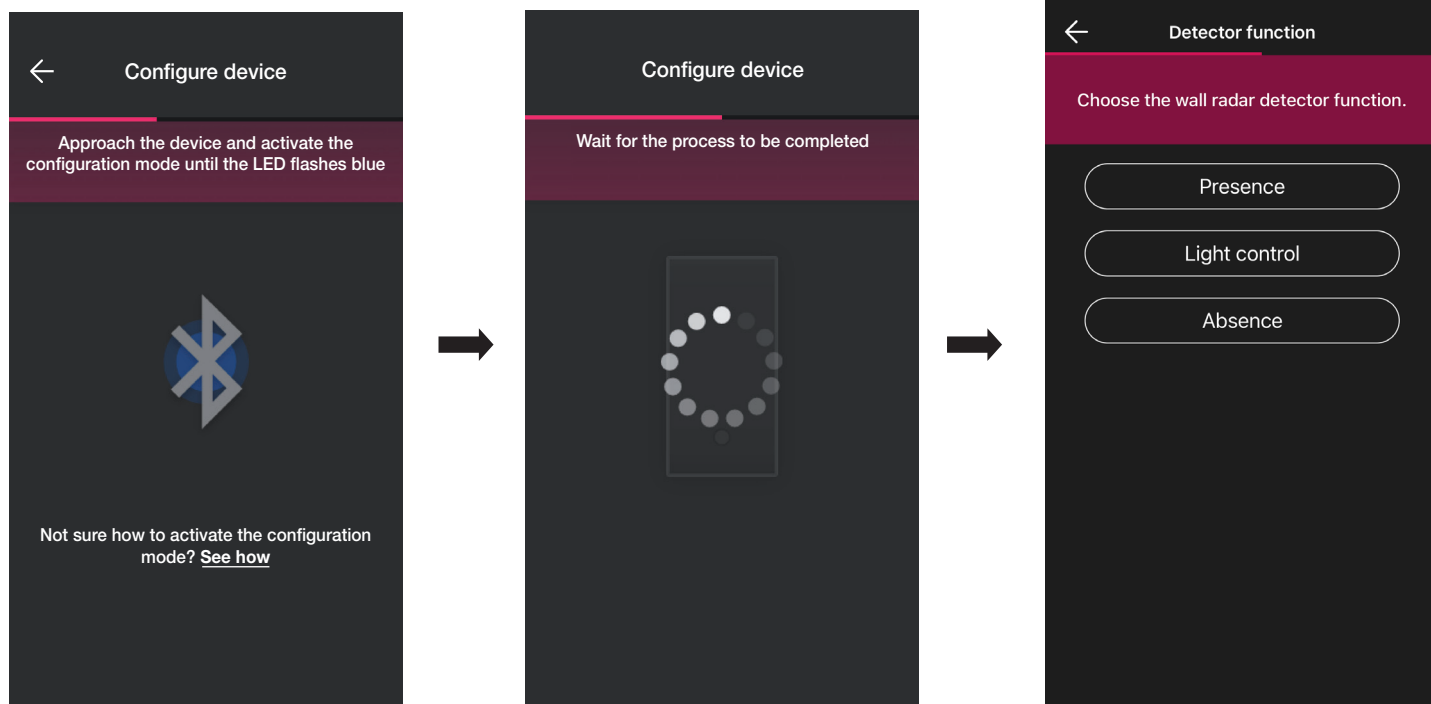 Configure device
Approach the device and activate the
configuration mode until the LED flashes blue
Not sure how to activate the configuration
mode? See how
Configure device
Wait for the process to be completed
Detector function
Choose the wall radar detector function.
Presence
Light control
Absence